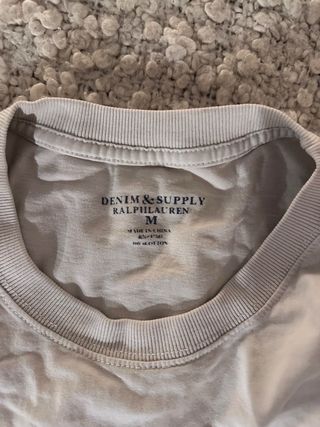 DENIM & SUPPLY
RALPH LAUREN
M
MADE IN CHINA
100% COTTON